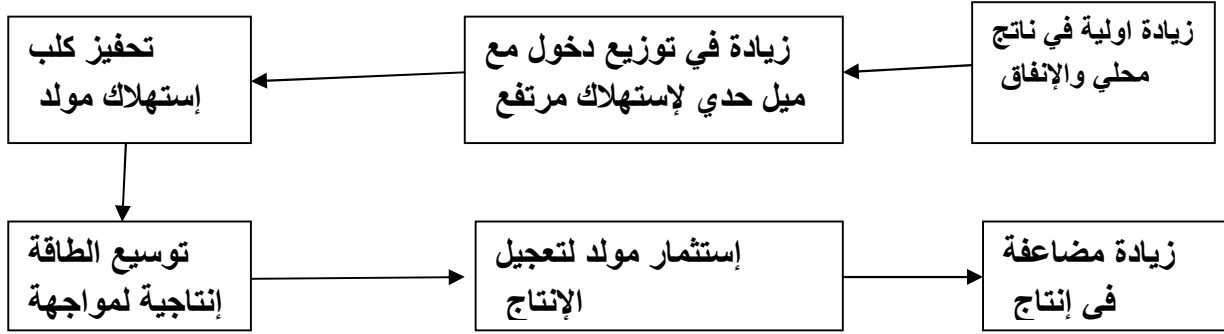 زيادة اولية في ناتج
محلي والإنفاق
زيادة في توزيع دخول مع
ميل حدي لإستهلاك مرتفع
تحفيز كلب
إستهلاك مولد
توسيع الطاقة
إنتاجية لمواجهة
إستثمار مولد لتعجيل
الإنتاج
زيادة مضاعفة
في إنتاج